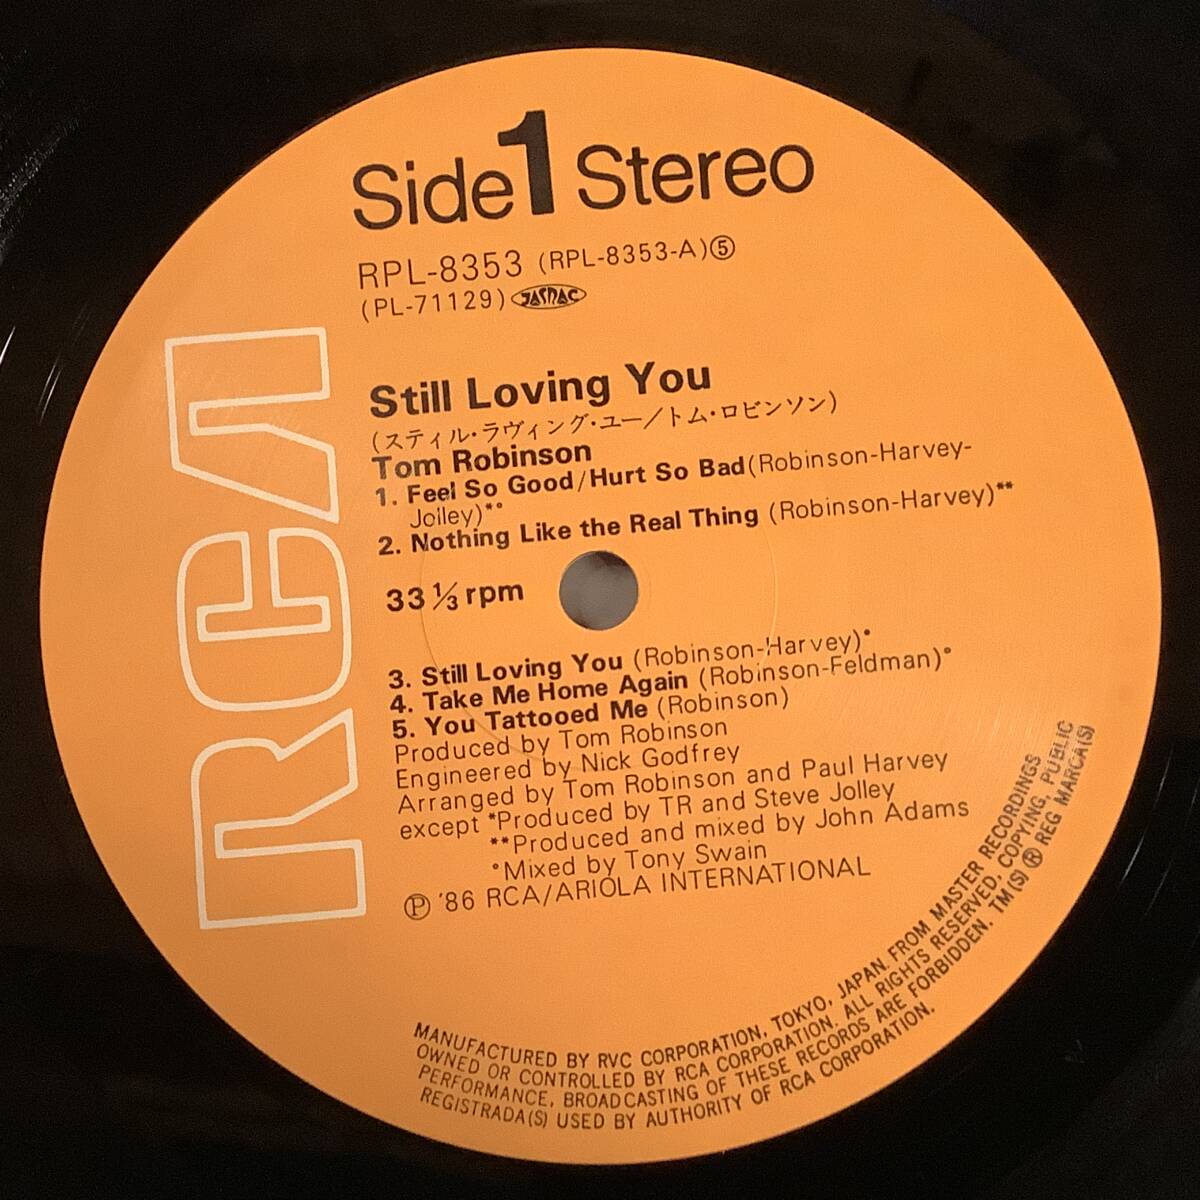 Side 1 Stereo
RPL-8353 (RPL-8353-A)⑤
(PL-71129) JASRAC
RCA
Still Loving You
(スティル・ラヴィング・ユー/トム・ロビンソン)
Tom Robinson
1. Feel So Good/Hurt So Bad(Robinson-Harvey-
Jolley)*°
2. Nothing Like the Real Thing (Robinson-Harvey)**
33 1/3 rpm
3. Still Loving You (Robinson-Harvey)*
4. Take Me Home Again (Robinson-Feldman)°
5. You Tattooed Me (Robinson)
Produced by Tom Robinson
Engineered by Nick Godfrey
Arranged by Tom Robinson and Paul Harvey
except *Produced by TR and Steve Jolley
**Produced and mixed by John Adams
°Mixed by Tony Swain
Ⓟ '86 RCA/ARIOLA INTERNATIONAL
MANUFACTURED BY RVC CORPORATION, TOKYO, JAPAN. FROM MASTER RECORDINGS
OWNED OR CONTROLLED BY RCA CORPORATION. ALL RIGHTS RESERVED, COPYING, PUBLIC
PERFORMANCE, BROADCASTING OF THESE RECORDS ARE FORBIDDEN. TM(S) ® REG MARCA(S)
REGISTRADA(S) USED BY AUTHORITY OF RCA CORPORATION.